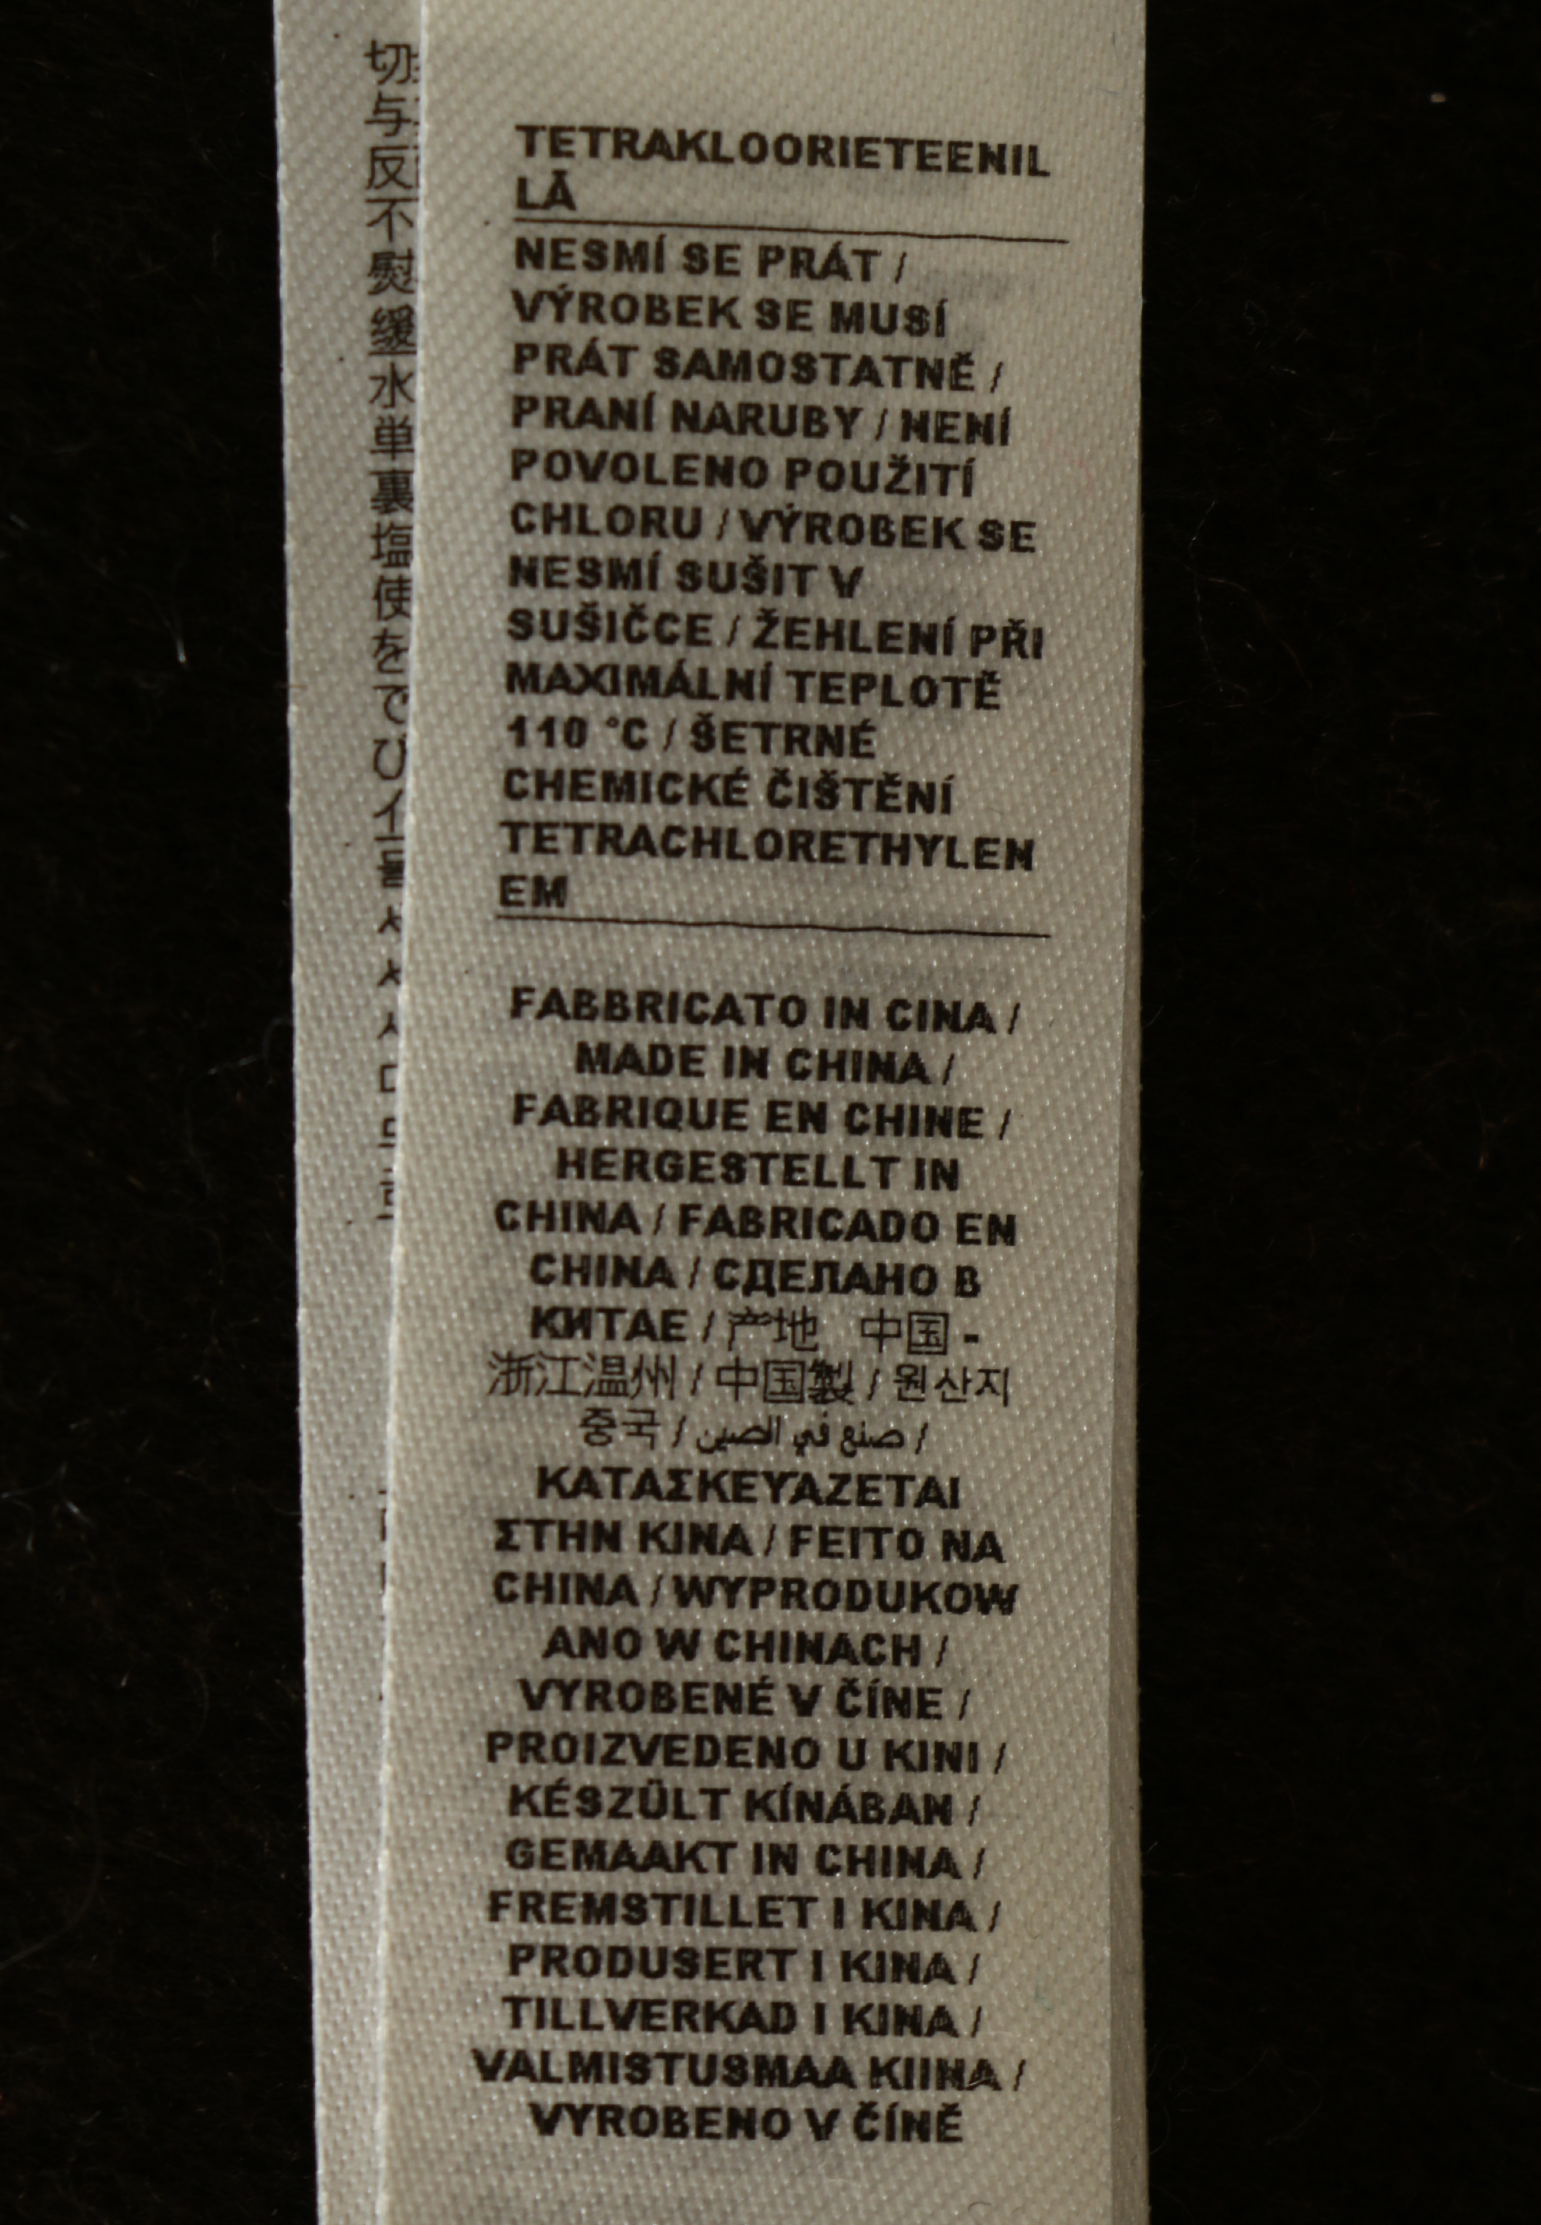 TETRAKLOORIETEENIL
LÄ
NESMÍ SE PRÁT /
VÝROBEK SE MUSÍ
PRÁT SAMOSTATNĚ /
PRANÍ NARUBY / NENÍ
POVOLENO POUŽITÍ
CHLORU / VÝROBEK SE
NESMÍ SUŠIT V
SUŠIČCE / ŽEHLENÍ PŘI
MAXIMÁLNÍ TEPLOTĚ
110 °C / ŠETRNÉ
CHEMICKÉ ČIŠTĚNÍ
TETRACHLORETHYLEN
EM
FABBRICATO IN CINA /
MADE IN CHINA /
FABRIQUE EN CHINE /
HERGESTELLT IN
CHINA / FABRICADO EN
CHINA / СДЕЛАНО В
КИТАЕ / 产地 中国 -
浙江温州 / 中国製 / 원산지
중국 / صنع في الصين /
ΚΑΤΑΣΚΕΥΆΖΕΤΑΙ
ΣΤΗΝ ΚΙΝΑ / FEITO NA
CHINA / WYPRODUKOW
ANO W CHINACH /
VYROBENÉ V ČÍNE /
PROIZVEDENO U KINI /
KÉSZÜLT KÍNÁBAN /
GEMAAKT IN CHINA /
FREMSTILLET I KINA /
PRODUSERT I KINA /
TILLVERKAD I KINA /
VALMISTUSMAA KIINA /
VYROBENO V ČÍNĚ
切
与
反
不
熨
缓
水
単
裏
塩
使
を
で
び